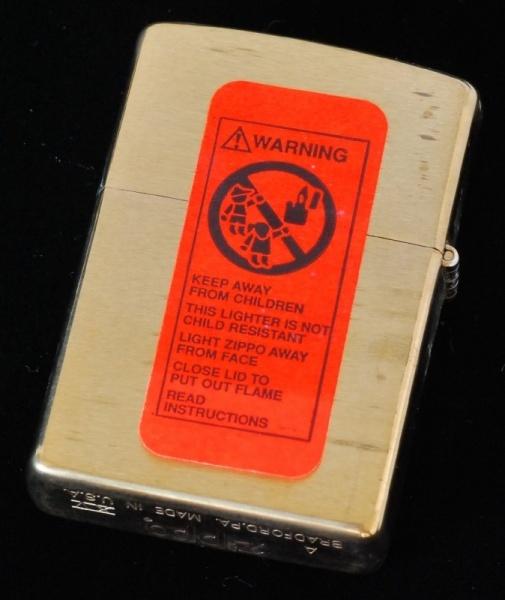 WARNING
KEEP AWAY
FROM CHILDREN
THIS LIGHTER IS NOT
CHILD RESISTANT
LIGHT ZIPPO AWAY
FROM FACE
CLOSE LID TO
PUT OUT FLAME
READ
INSTRUCTIONS
A
BRADFORD.PA. MADE IN U.S.A.